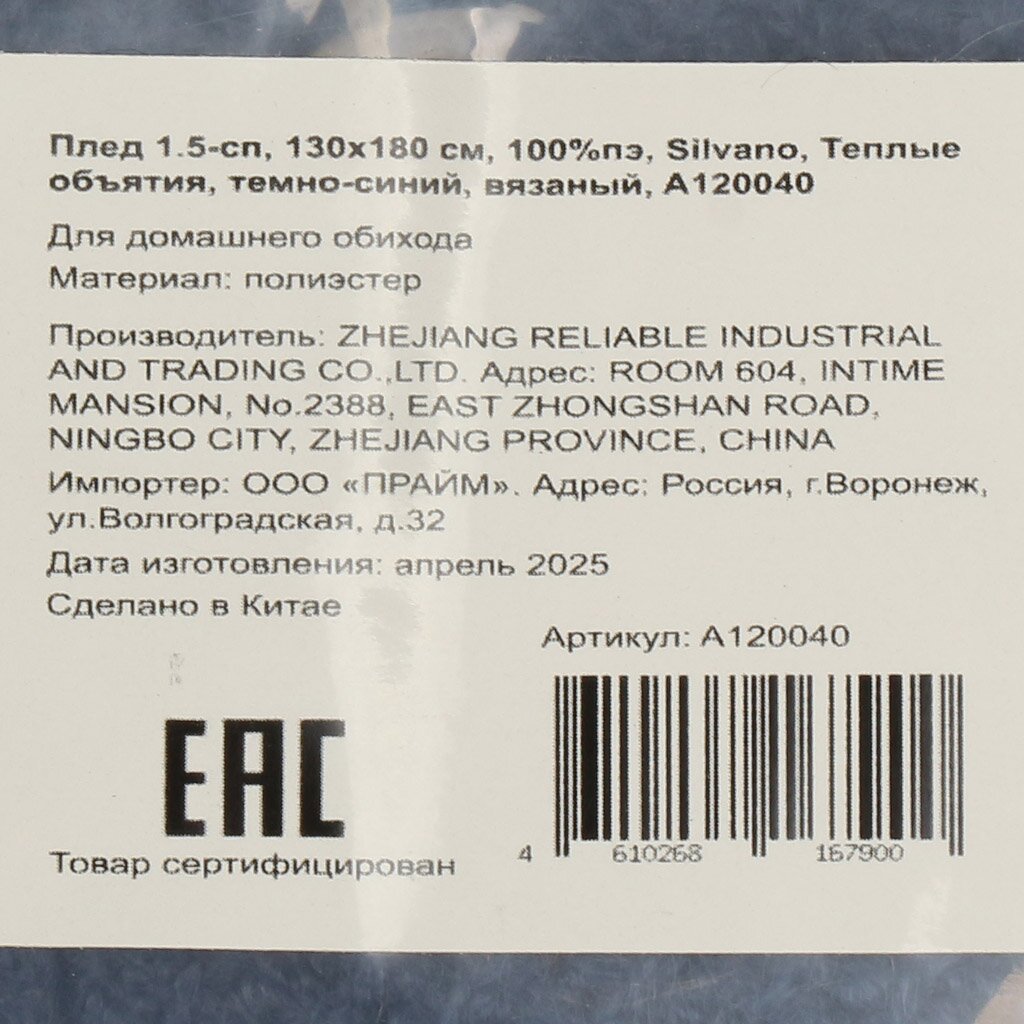 Плед 1.5-сп, 130х180 см, 100%пэ, Silvano, Теплые
объятия, темно-синий, вязаный, А120040
Для домашнего обихода
Материал: полиэстер
Производитель: ZHEJIANG RELIABLE INDUSTRIAL
AND TRADING CO.,LTD. Адрес: ROOM 604, INTIME
MANSION, No.2388, EAST ZHONGSHAN ROAD,
NINGBO CITY, ZHEJIANG PROVINCE, CHINA
Импортер: ООО «ПРАЙМ». Адрес: Россия, г.Воронеж,
ул.Волгоградская, д.32
Дата изготовления: апрель 2025
Сделано в Китае
Артикул: А120040
EAC
Товар сертифицирован
4 610268 167900